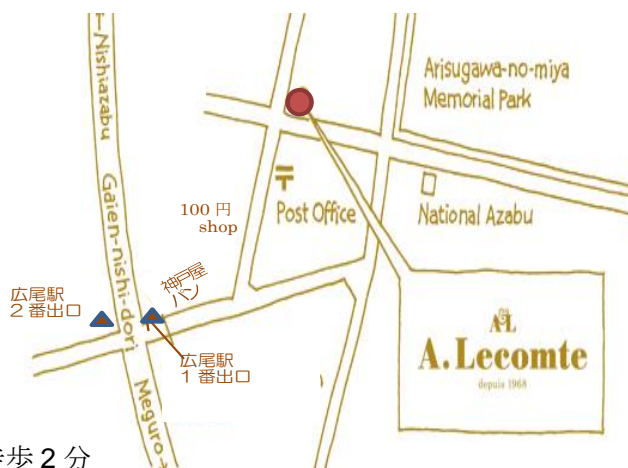 ←Nishiazabu
Gaien-nishi-dori
Meguro→
Arisugawa-no-miya
Memorial Park
100 円
shop
〒
Post Office
National Azabu
神戸屋
パン
広尾駅
2 番出口
広尾駅
1 番出口
A L
A. Lecomte
depuis 1968
歩 2 分